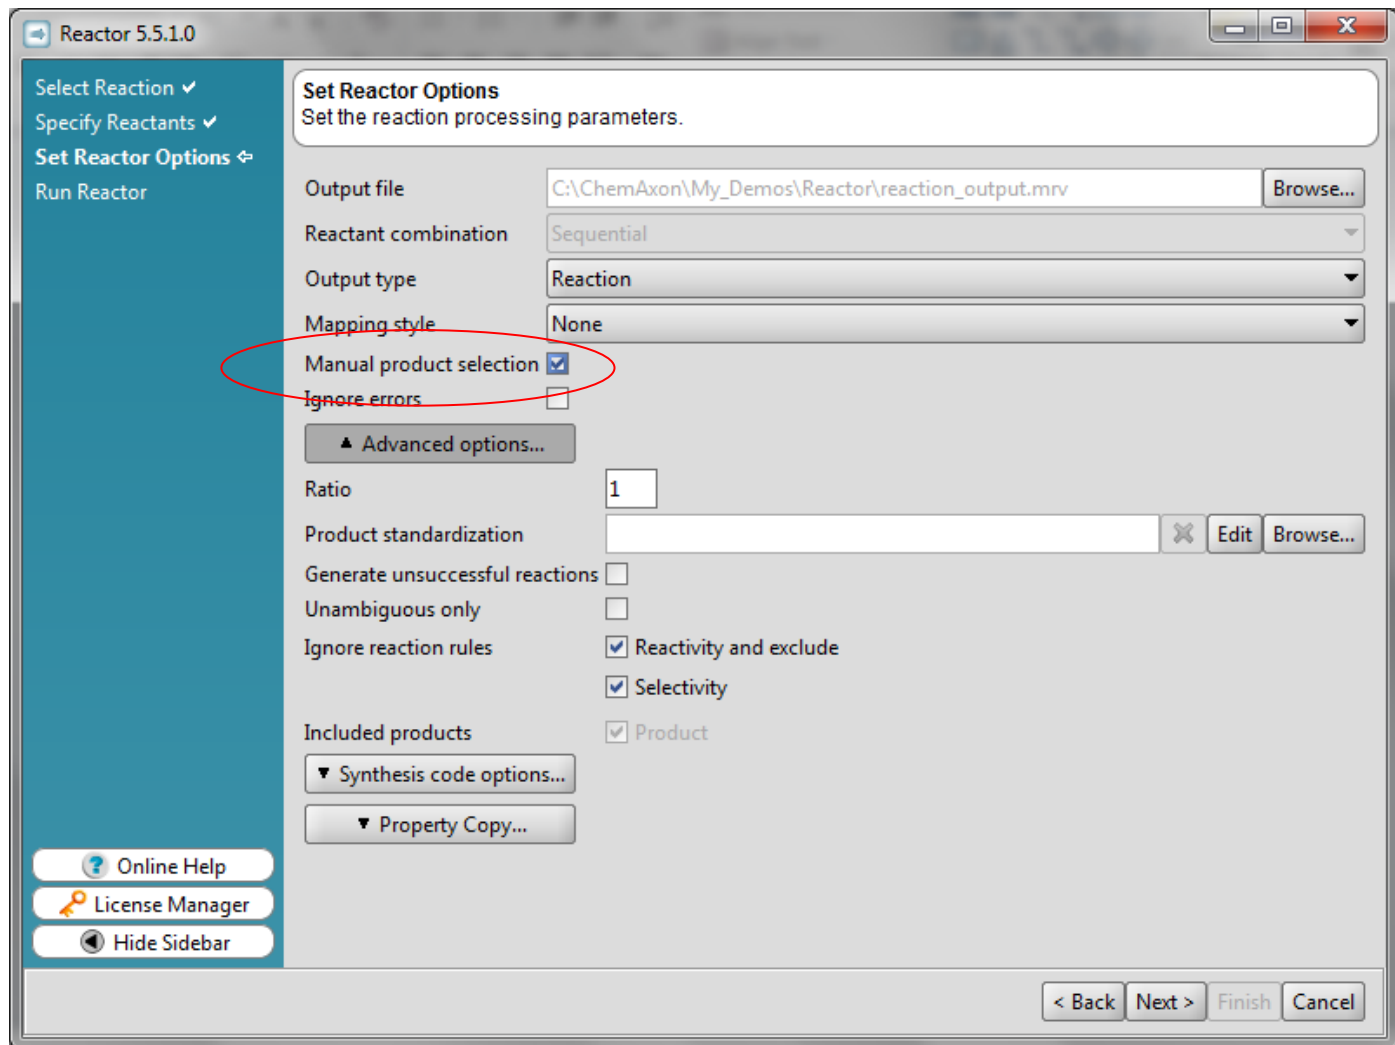 Reactor 5.5.1.0
Select Reaction
Specify Reactants
Set Reactor Options
Run Reactor
Set Reactor Options
Set the reaction processing parameters.
Output file C:\ChemAxon\My_Demos\Reactor\reaction_output.mrv Browse...
Reactant combination Sequential
Output type Reaction
Mapping style None
Manual product selection
Ignore errors
Advanced options...
Ratio 1
Product standardization Edit Browse...
Generate unsuccessful reactions
Unambiguous only
Ignore reaction rules Reactivity and exclude
Selectivity
Included products Product
Synthesis code options...
Property Copy...
Online Help
License Manager
Hide Sidebar
< Back Next > Finish Cancel